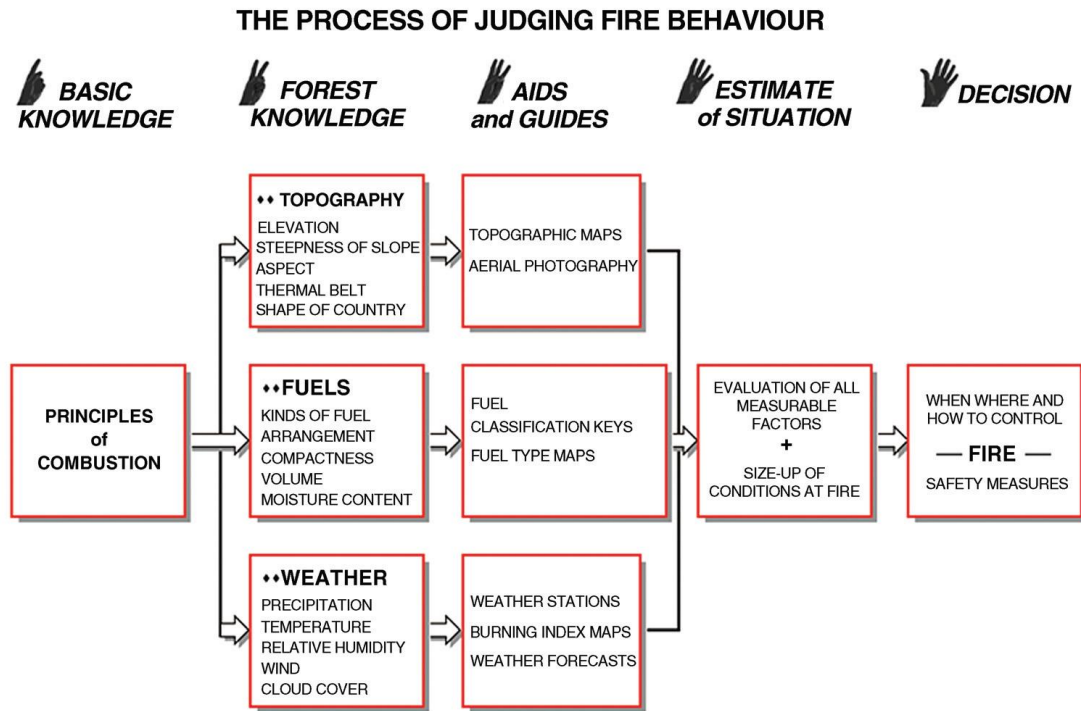 THE PROCESS OF JUDGING FIRE BEHAVIOUR
BASIC
KNOWLEDGE
FOREST
KNOWLEDGE
AIDS
and GUIDES
ESTIMATE
of SITUATION
DECISION
PRINCIPLES
of
COMBUSTION
TOPOGRAPHY
ELEVATION
STEEPNESS OF SLOPE
ASPECT
THERMAL BELT
SHAPE OF COUNTRY
TOPOGRAPHIC MAPS
AERIAL PHOTOGRAPHY
FUELS
KINDS OF FUEL
ARRANGEMENT
COMPACTNESS
VOLUME
MOISTURE CONTENT
FUEL
CLASSIFICATION KEYS
FUEL TYPE MAPS
WEATHER
PRECIPITATION
TEMPERATURE
RELATIVE HUMIDITY
WIND
CLOUD COVER
WEATHER STATIONS
BURNING INDEX MAPS
WEATHER FORECASTS
EVALUATION OF ALL
MEASURABLE
FACTORS
+
SIZE-UP OF
CONDITIONS AT FIRE
WHEN WHERE AND
HOW TO CONTROL
— FIRE —
SAFETY MEASURES